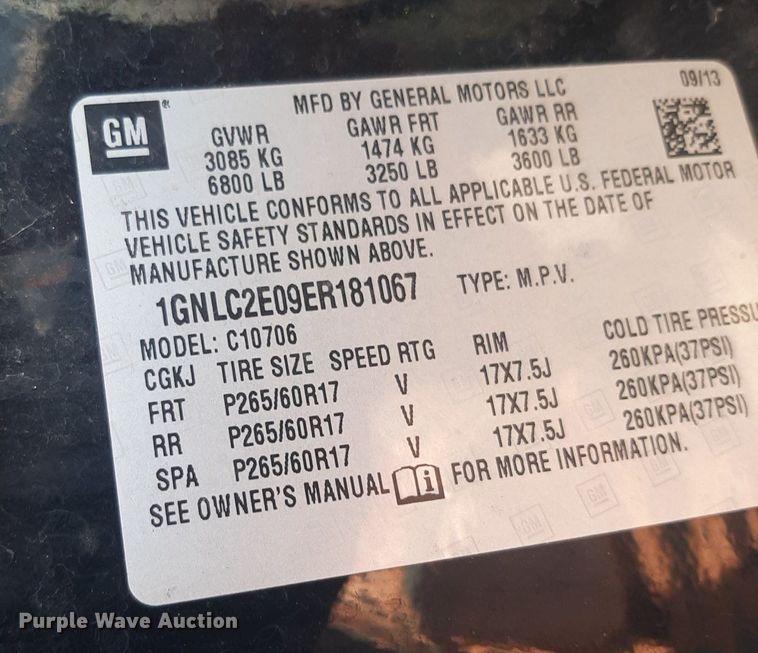 GM
MFD BY GENERAL MOTORS LLC 09/13
GVWR GAWR FRT GAWR RR
3085 KG 1474 KG 1633 KG
6800 LB 3250 LB 3600 LB
THIS VEHICLE CONFORMS TO ALL APPLICABLE U.S. FEDERAL MOTOR
VEHICLE SAFETY STANDARDS IN EFFECT ON THE DATE OF
MANUFACTURE SHOWN ABOVE.
1GNLC2E09ER181067 TYPE: M.P.V.
MODEL: C10706
CGKJ TIRE SIZE SPEED RTG RIM COLD TIRE PRESSU
FRT P265/60R17 V 17X7.5J 260KPA(37PSI)
RR P265/60R17 V 17X7.5J 260KPA(37PSI)
SPA P265/60R17 V 17X7.5J 260KPA(37PSI)
SEE OWNER'S MANUAL i FOR MORE INFORMATION.
Purple Wave Auction